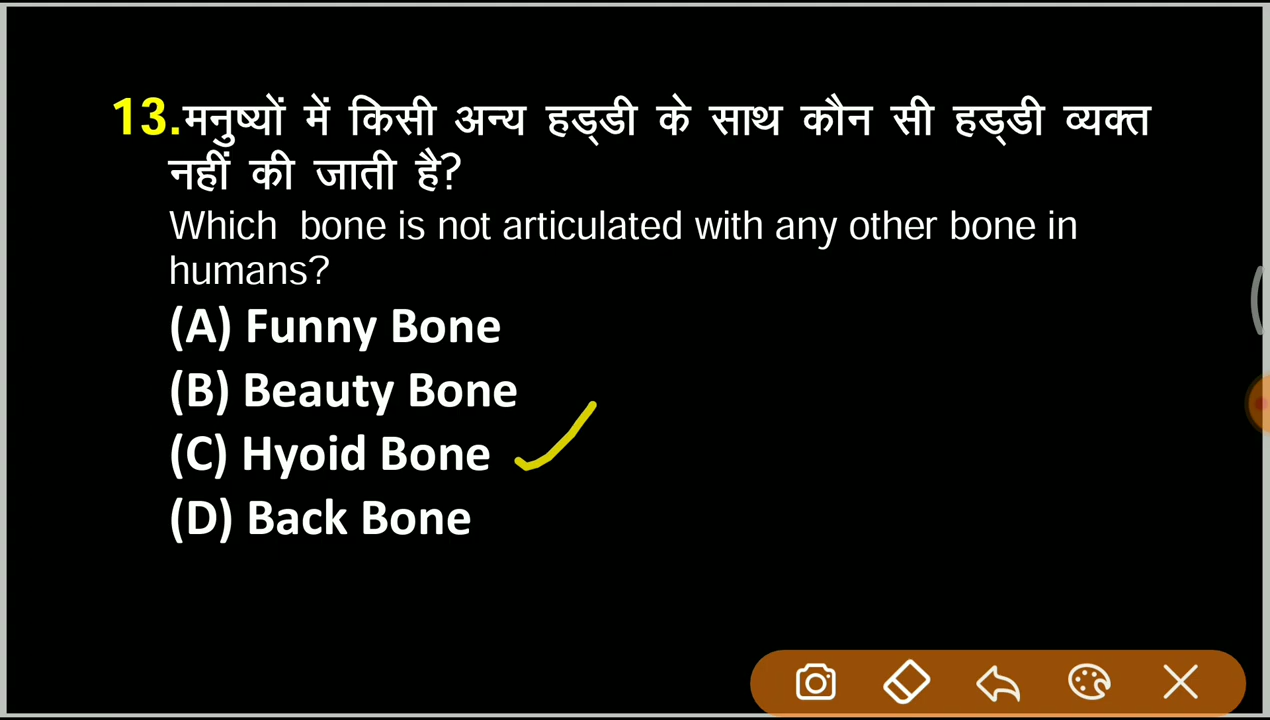 13.मनुष्यों में किसी अन्य हड्डी के साथ कौन सी हड्डी व्यक्त
नहीं की जाती है?
Which bone is not articulated with any other bone in
humans?
(A) Funny Bone
(B) Beauty Bone
(C) Hyoid Bone
(D) Back Bone